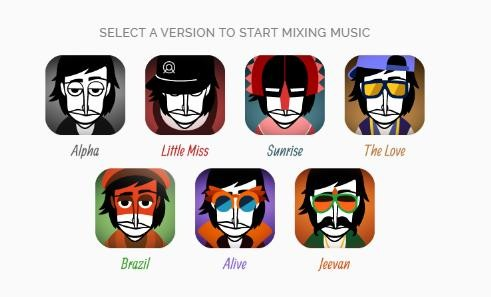 SELECT A VERSION TO START MIXING MUSIC
Alpha Little Miss Sunrise The Love
Brazil Alive Jeevan